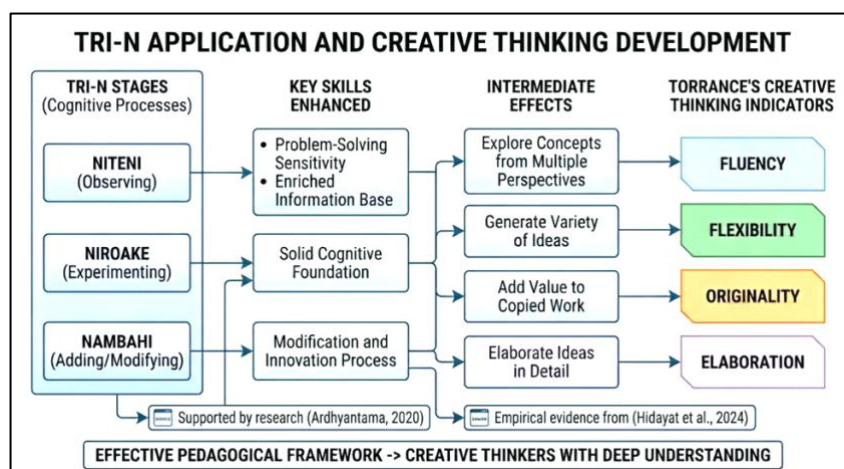 TRI-N APPLICATION AND CREATIVE THINKING DEVELOPMENT
TRI-N STAGES
(Cognitive Processes)
NITENI
(Observing)
NIROAKE
(Experimenting)
NAMBAHI
(Adding/Modifying)
KEY SKILLS
ENHANCED
• Problem-Solving
Sensitivity
• Enriched
Information Base
Solid Cognitive
Foundation
Modification and
Innovation Process
INTERMEDIATE
EFFECTS
Explore Concepts
from Multiple
Perspectives
Generate Variety
of Ideas
Add Value to
Copied Work
Elaborate Ideas
in Detail
TORRANCE'S CREATIVE
THINKING INDICATORS
FLUENCY
FLEXIBILITY
ORIGINALITY
ELABORATION
Supported by research (Ardhyantama, 2020)
Empirical evidence from (Hidayat et al., 2024)
EFFECTIVE PEDAGOGICAL FRAMEWORK -> CREATIVE THINKERS WITH DEEP UNDERSTANDING